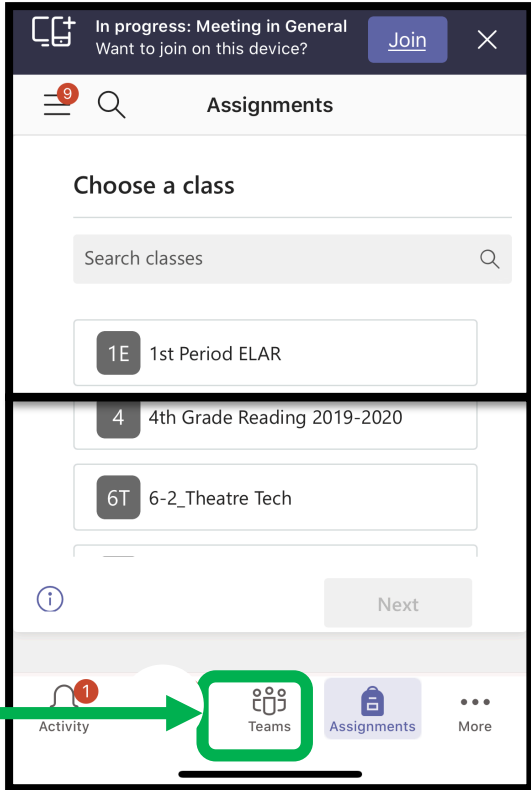 In progress: Meeting in General
Want to join on this device?
Join
9
Assignments
Choose a class
Search classes
1E 1st Period ELAR
4 4th Grade Reading 2019-2020
6T 6-2_Theatre Tech
Next
1
Activity
Teams
Assignments
More